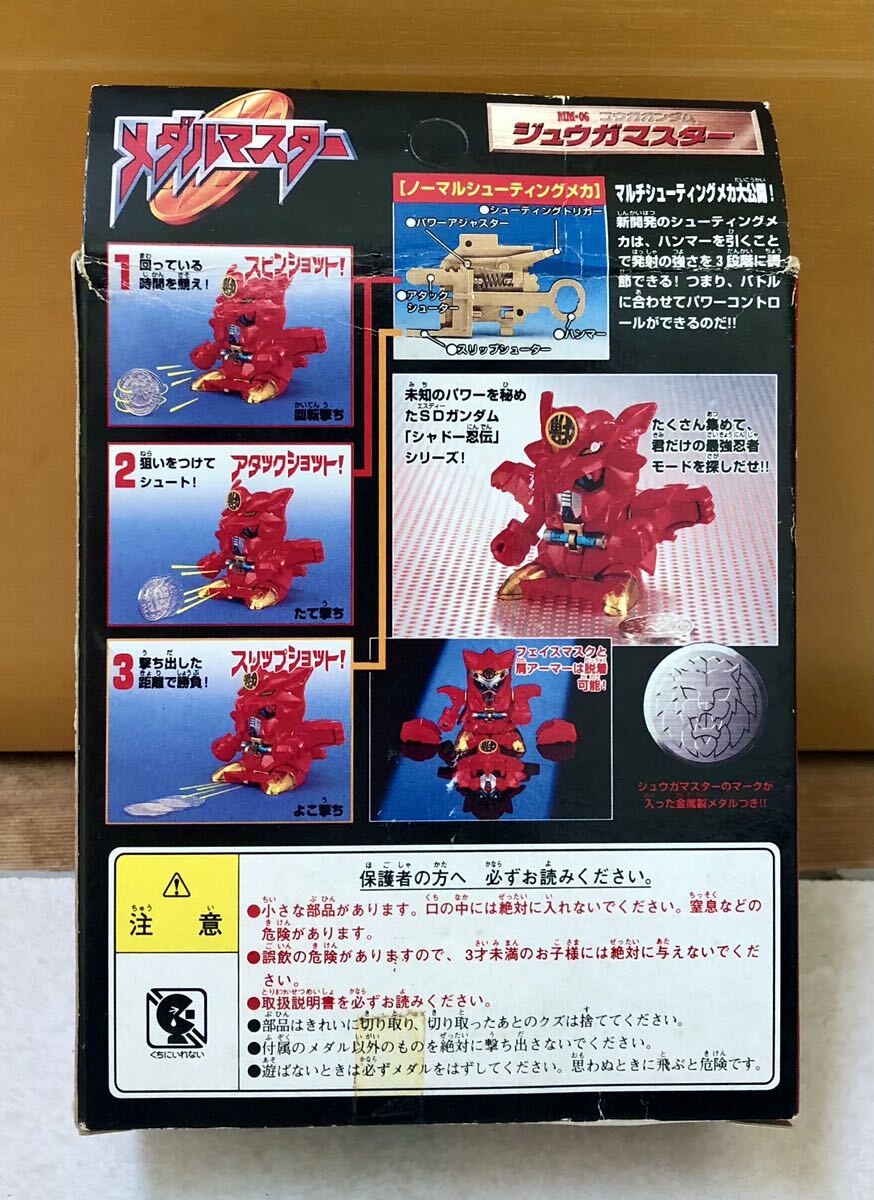 メダルマスター
MM-06 コウガガンダム
ジュウガマスター
1 回っている
時間を競え!
スピンショット!
回転撃ち
2 狙いをつけて
シュート!
アタックショット!
たて撃ち
3 撃ち出した
距離で勝負!
スリップショット!
よこ撃ち
[ノーマルシューティングメカ]
●シューティングトリガー
●パワーアジャスター
●アタック
シューター
●ハンマー
●スリップシューター
マルチシューティングメカ大公開!
新開発のシューティングメ
カは、ハンマーを引くこと
で発射の強さを3段階に調
節できる! つまり、バトル
に合わせてパワーコントロ
ールができるのだ!!
未知のパワーを秘め
たSDガンダム
「シャドー忍伝」
シリーズ!
たくさん集めて、
君だけの最強忍者
モードを探しだせ!!
フェイスマスクと
肩アーマーは脱着
可能!
ジュウガマスターのマークが
入った金属製メダルつき!!
注意
くちにいれない
保護者の方へ 必ずお読みください。
●小さな部品があります。口の中には絶対に入れないでください。窒息などの
危険があります。
●誤飲の危険がありますので、3才未満のお子様には絶対に与えないでくだ
さい。
●取扱説明書を必ずお読みください。
●部品はきれいに切り取り、切り取ったあとのクズは捨ててください。
●付属のメダル以外のものを絶対に撃ち出さないでください。
●遊ばないときは必ずメダルをはずしてください。思わぬときに飛ぶと危険です。